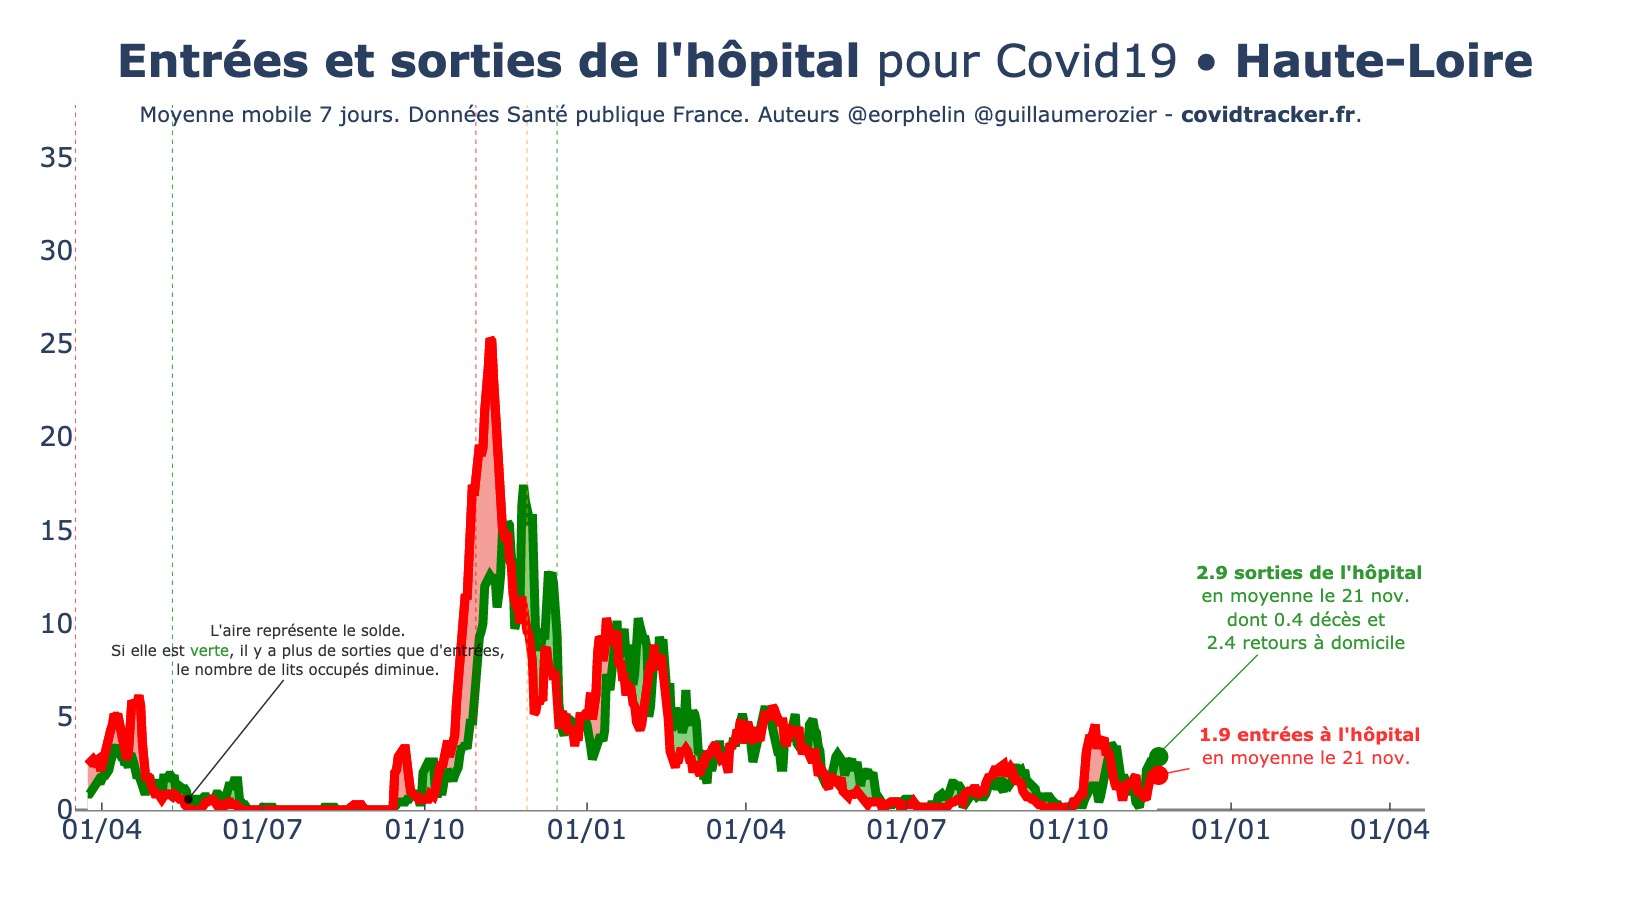 Entrées et sorties de l'hôpital pour Covid19 • Haute-Loire
Moyenne mobile 7 jours. Données Santé publique France. Auteurs @eorphelin @guillaumerozier - covidtracker.fr.
35
30
25
20
15
10
5
0
L'aire représente le solde.
Si elle est verte, il y a plus de sorties que d'entrées,
le nombre de lits occupés diminue.
2.9 sorties de l'hôpital
en moyenne le 21 nov.
dont 0.4 décès et
2.4 retours à domicile
1.9 entrées à l'hôpital
en moyenne le 21 nov.
01/04 01/07 01/10 01/01 01/04 01/07 01/10 01/01 01/04